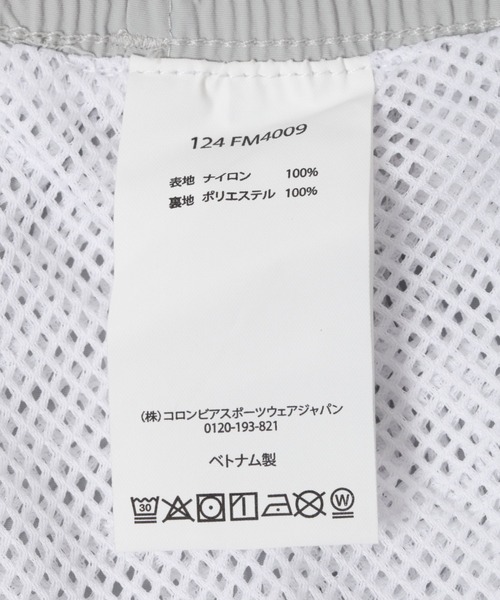 124 FM4009
表地 ナイロン 100%
裏地 ポリエステル 100%
(株)コロンビアスポーツウェアジャパン
0120-193-821
ベトナム製
30 W